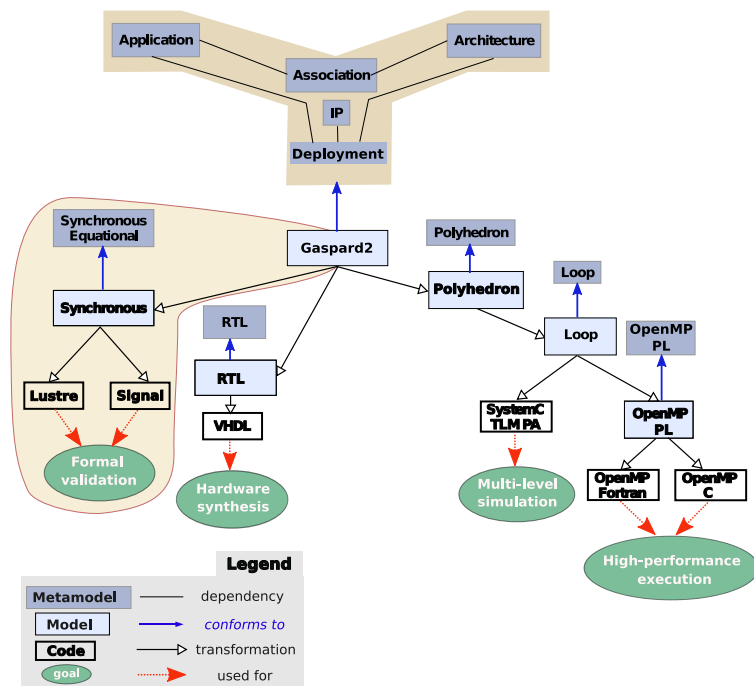 Application
Architecture
Association
IP
Deployment
Synchronous
Equational
Gaspard2
Polyhedron
Polyhedron
Loop
Synchronous
RTL
Loop
OpenMP
PL
RTL
Lustre
Signal
VHDL
SystemC
TLM PA
OpenMP
PL
Formal
validation
Hardware
synthesis
Multi-level
simulation
OpenMP
Fortran
OpenMP
C
High-performance
execution
Legend
Metamodel
dependency
Model
conforms to
Code
transformation
goal
used for